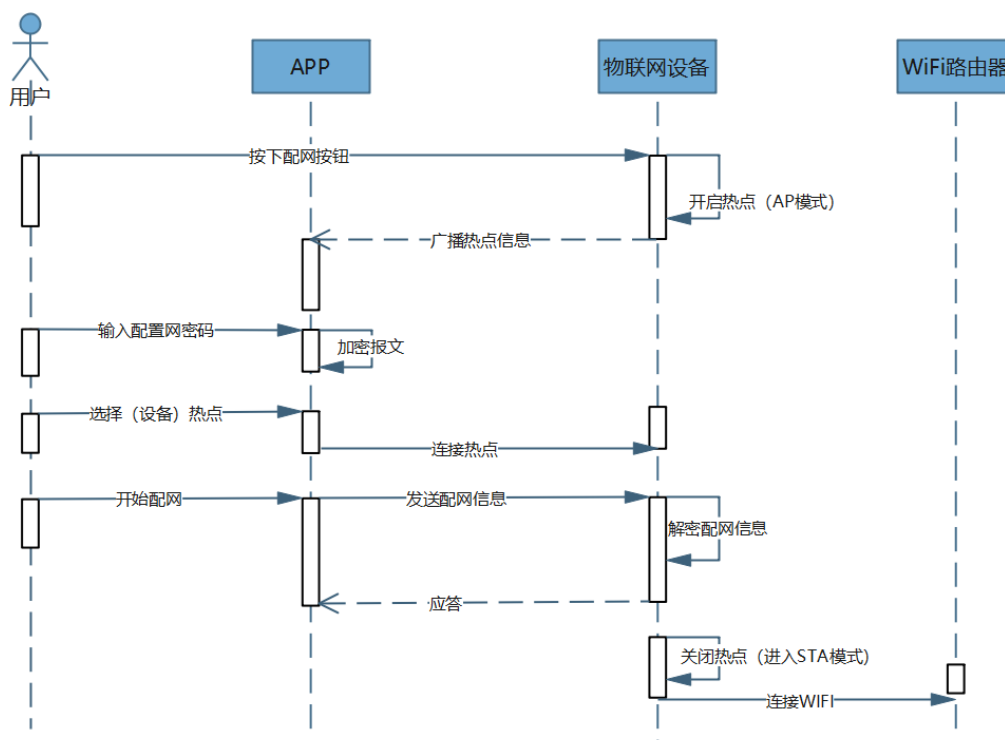 用户
APP
物联网设备
WiFi路由器
按下配网按钮
开启热点（AP模式）
广播热点信息
输入配置网密码
加密报文
选择（设备）热点
连接热点
开始配网
发送配网信息
解密配网信息
应答
关闭热点（进入STA模式）
连接WIFI